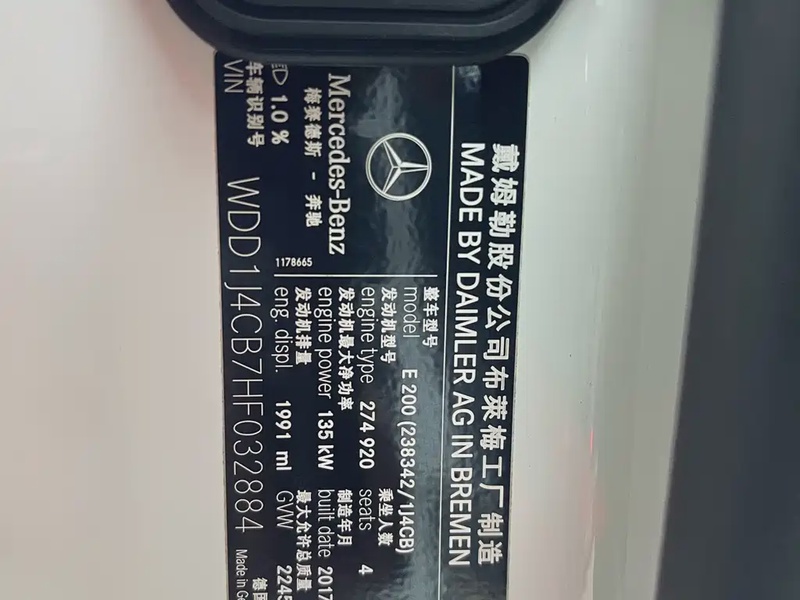 戴姆勒股份公司布莱梅工厂制造
MADE BY DAIMLER AG IN BREMEN
Mercedes-Benz
梅赛德斯 - 奔驰
1178665
整车型号
model E 200 (238342/1J4CB)
发动机型号 乘坐人数
engine type 274 920 seats 4
发动机最大净功率 制造年月
engine power 135 kW built date 2017
发动机排量 最大允许总质量
eng. displ. 1991 ml GVW 2245
1.0 %
车辆识别号 德国
VIN WDD1J4CB7HF032884 Made in Ge